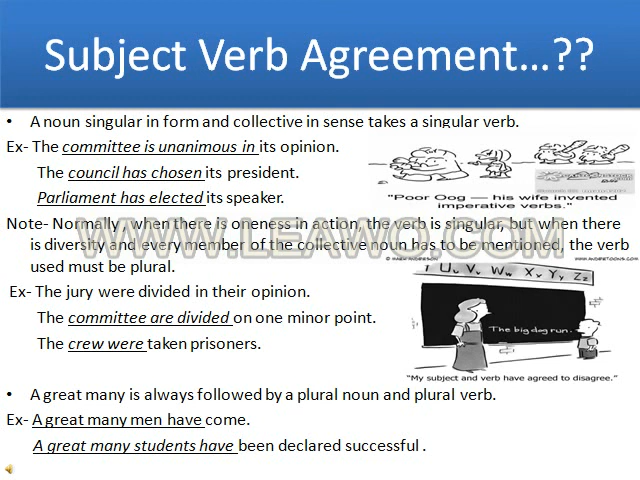 Subject Verb Agreement...??
• A noun singular in form and collective in sense takes a singular verb.
Ex- The committee is unanimous in its opinion.
The council has chosen its president.
Parliament has elected its speaker.
"Poor Oog — his wife invented
imperative verbs."
Note- Normally , when there is oneness in action, the verb is singular, but when there
is diversity and every member of the collective noun has to be mentioned, the verb
used must be plural.
WWW.LEAWO.COM
© MARK ANDERSON
WWW.ANDERTOONS.COM
T Uu Vv Ww Xx Yy Zz
Ex- The jury were divided in their opinion.
The committee are divided on one minor point.
The crew were taken prisoners.
The big dog run.
"My subject and verb have agreed to disagree."
• A great many is always followed by a plural noun and plural verb.
Ex- A great many men have come.
A great many students have been declared successful .